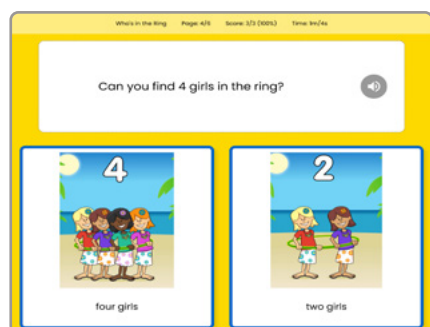 Who's in the Ring Page: 4/5 Score: 3/3 (100%) Time: 1m/4s
Can you find 4 girls in the ring?
4
2
four girls
two girls